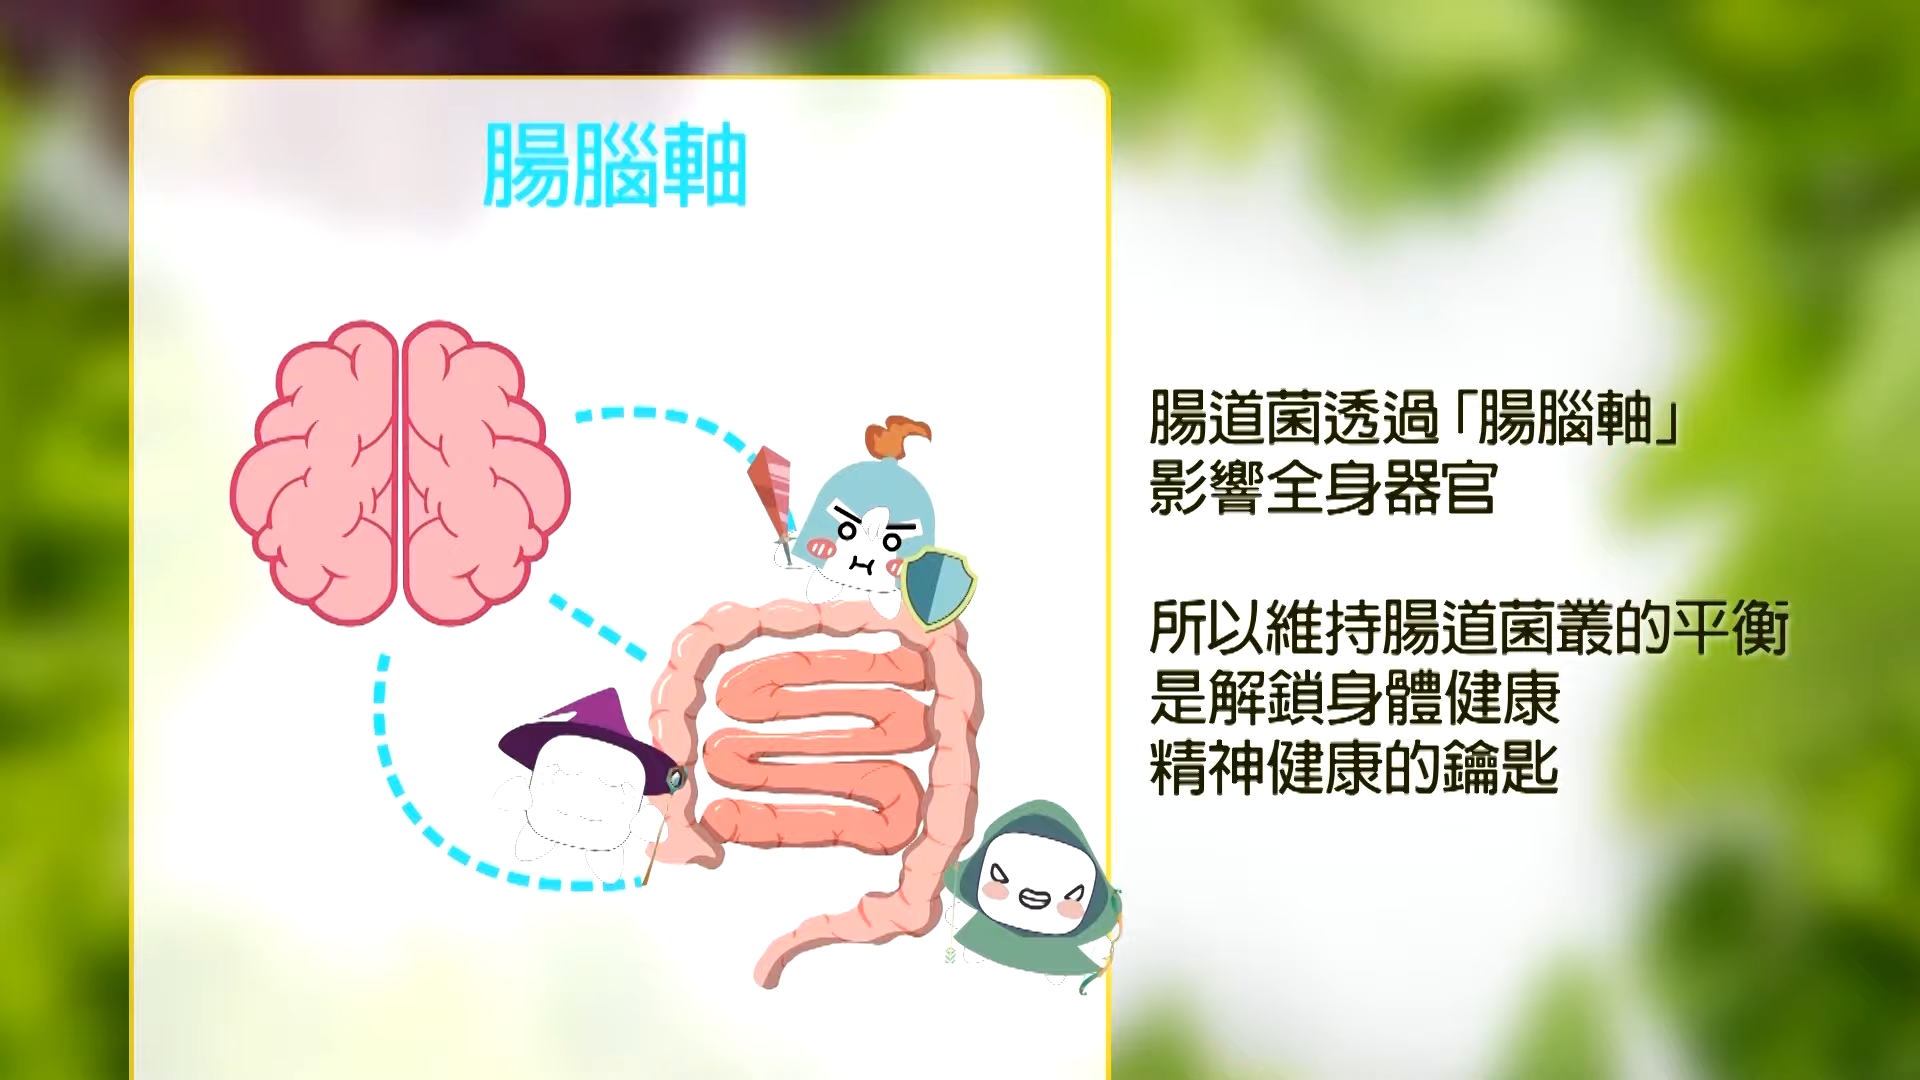 腸腦軸
腸道菌透過「腸腦軸」
影響全身器官
所以維持腸道菌叢的平衡
是解鎖身體健康
精神健康的鑰匙